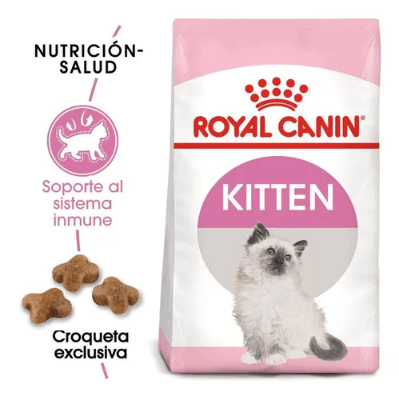 NUTRICIÓN-
SALUD
Soporte al
sistema
inmune
Croqueta
exclusiva
ROYAL CANIN
KITTEN